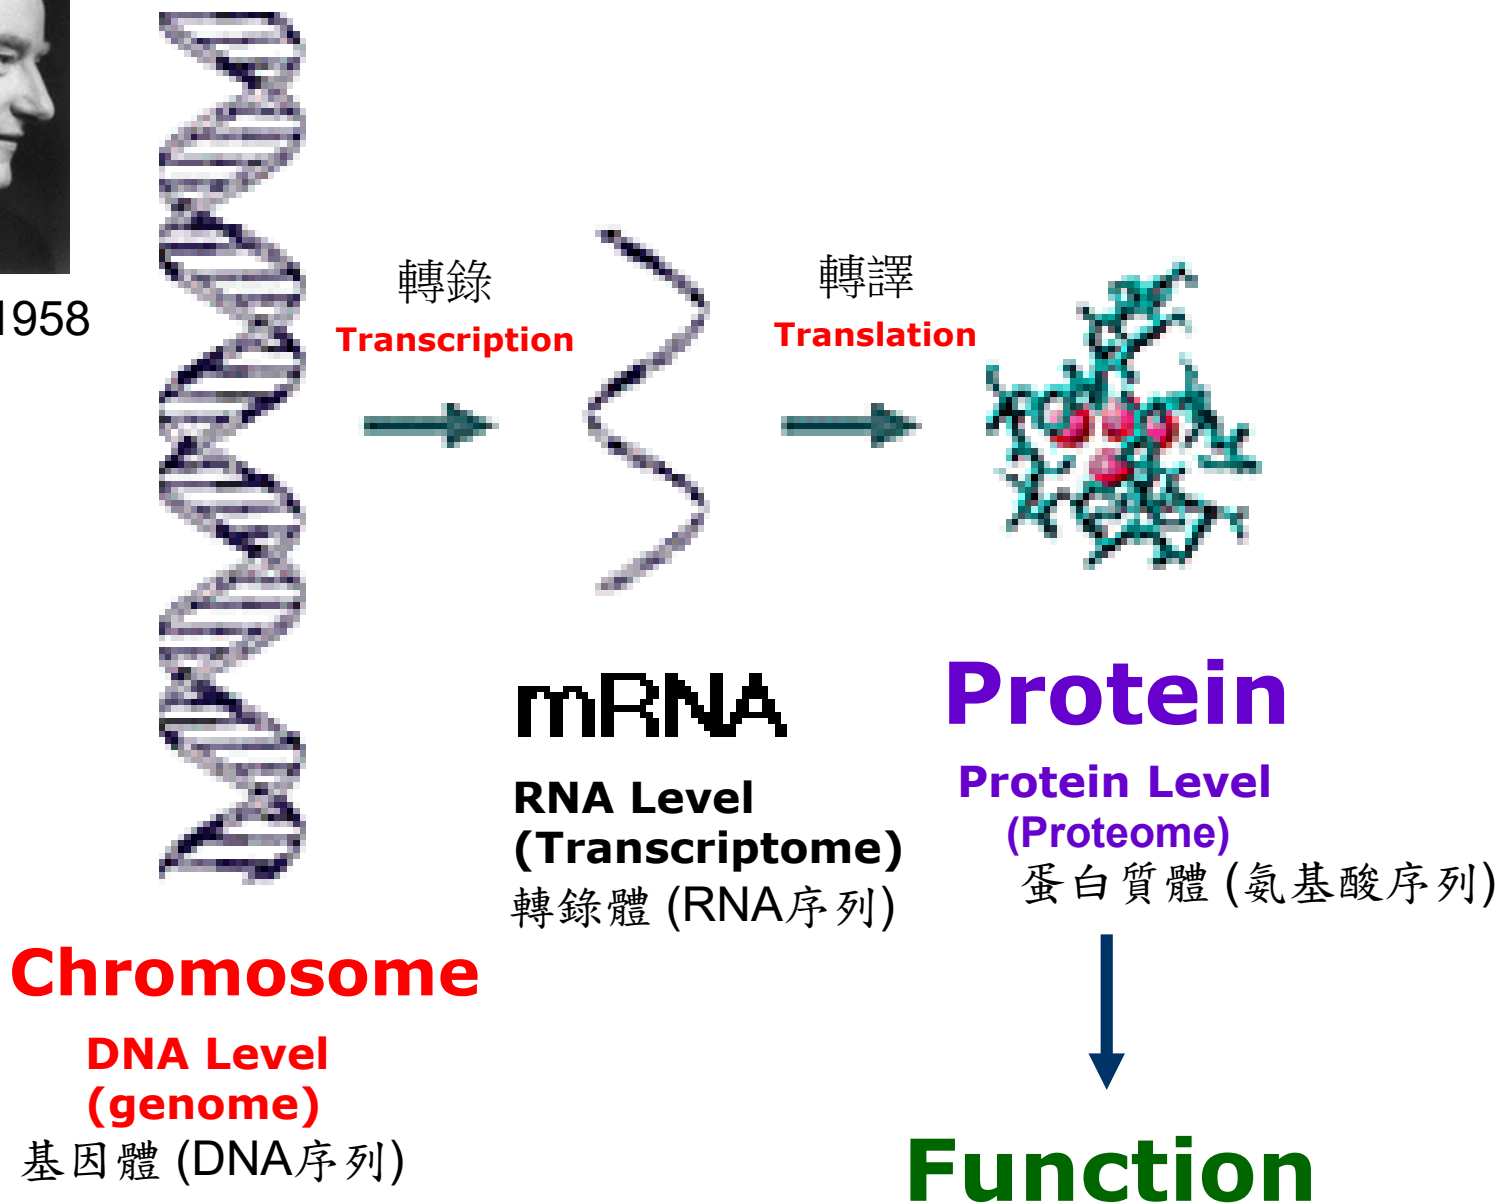 1958
轉錄
Transcription
轉譯
Translation
mRNA
RNA Level
(Transcriptome)
轉錄體 (RNA序列)
Protein
Protein Level
(Proteome)
蛋白質體 (氨基酸序列)
Chromosome
DNA Level
(genome)
基因體 (DNA序列)
Function